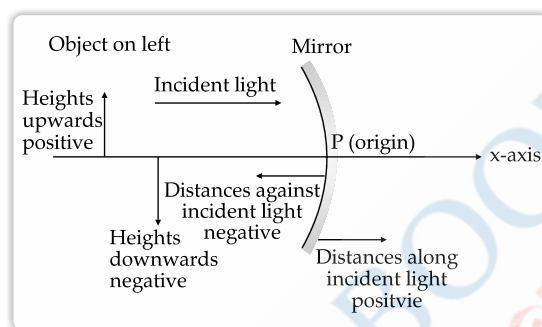 Object on left
Mirror
Incident light
Heights
upwards
positive
P (origin)
x-axis
Distances against
incident light
negative
Heights
downwards
negative
Distances along
incident light
positvie
BOO